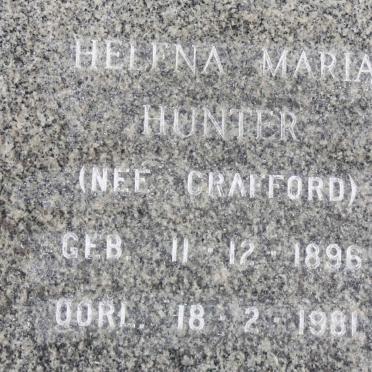 HELENA MARIA
HUNTER
(NEE CRAFFORD)
GEB. 11-12-1896
OORL. 18-2-1981